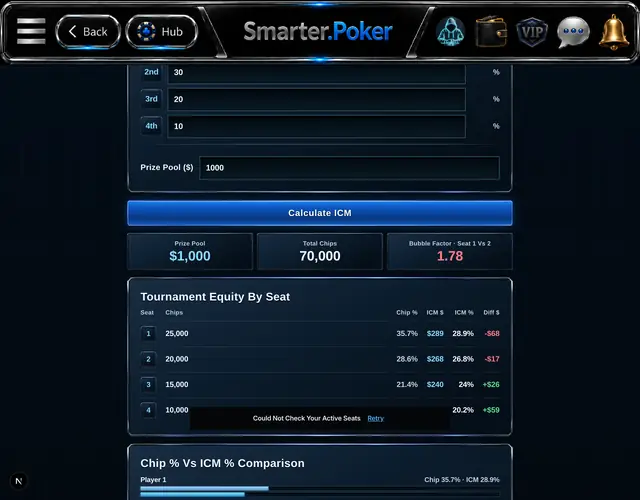 Back
Hub
Smarter.Poker
VIP
2nd 30 %
3rd 20 %
4th 10 %
Prize Pool ($) 1000
Calculate ICM
Prize Pool
$1,000
Total Chips
70,000
Bubble Factor · Seat 1 Vs 2
1.78
Tournament Equity By Seat
Seat Chips Chip % ICM $ ICM % Diff $
1 25,000 35.7% $289 28.9% -$68
2 20,000 28.6% $268 26.8% -$17
3 15,000 21.4% $240 24% +$26
4 10,000 20.2% +$59
Could Not Check Your Active Seats Retry
Chip % Vs ICM % Comparison
Player 1 Chip 35.7% · ICM 28.9%
N